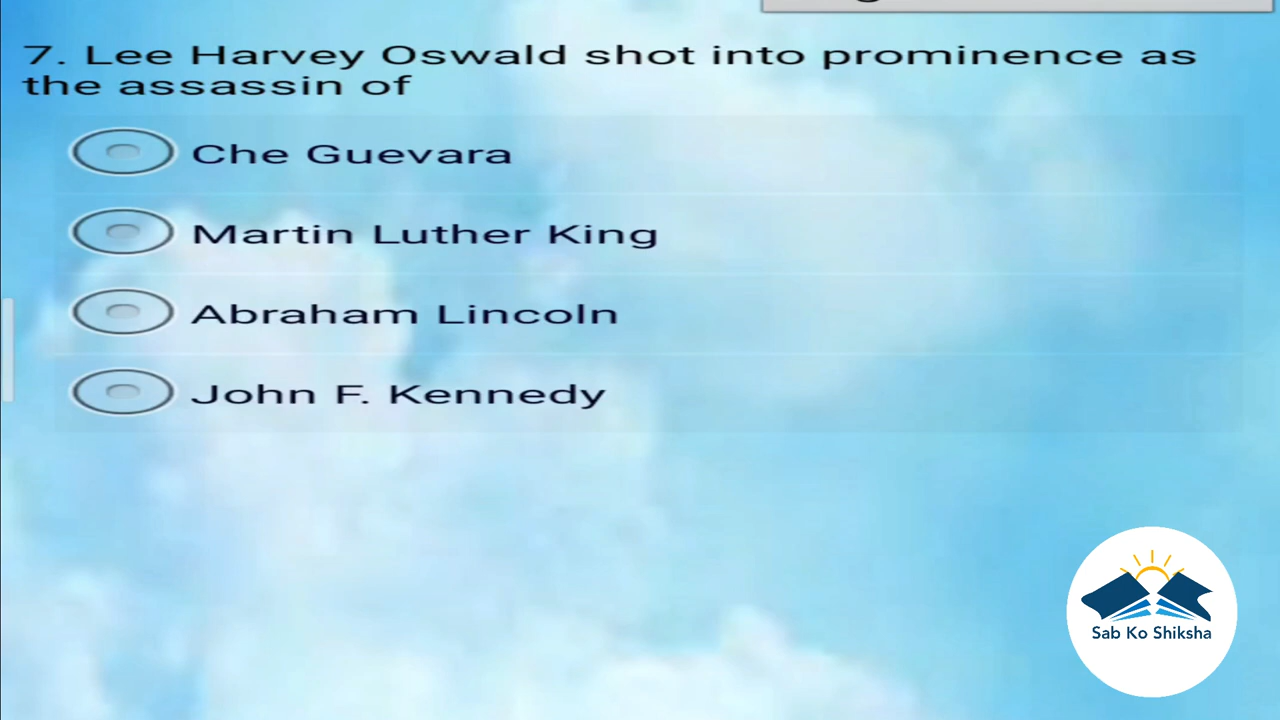 7. Lee Harvey Oswald shot into prominence as
the assassin of
Che Guevara
Martin Luther King
Abraham Lincoln
John F. Kennedy
Sab Ko Shiksha